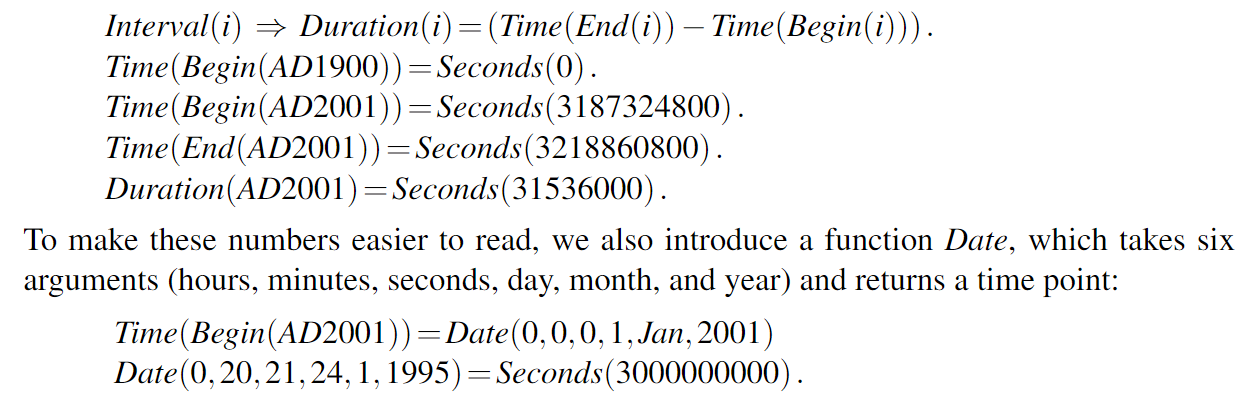 Interval(i) ⇒ Duration(i)=(Time(End(i))−Time(Begin(i))).
Time(Begin(AD1900))=Seconds(0).
Time(Begin(AD2001))=Seconds(3187324800).
Time(End(AD2001))=Seconds(3218860800).
Duration(AD2001)=Seconds(31536000).
To make these numbers easier to read, we also introduce a function Date, which takes six
arguments (hours, minutes, seconds, day, month, and year) and returns a time point:
Time(Begin(AD2001))=Date(0,0,0,1,Jan,2001)
Date(0,20,21,24,1,1995)=Seconds(3000000000).